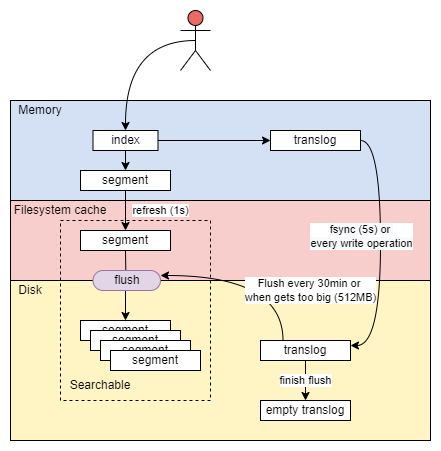 Memory
index
translog
segment
Filesystem cache
refresh (1s)
segment
fsync (5s) or
every write operation
flush
Disk
Flush every 30min or
when gets too big (512MB)
segment
segment
segment
segment
translog
Searchable
finish flush
empty translog